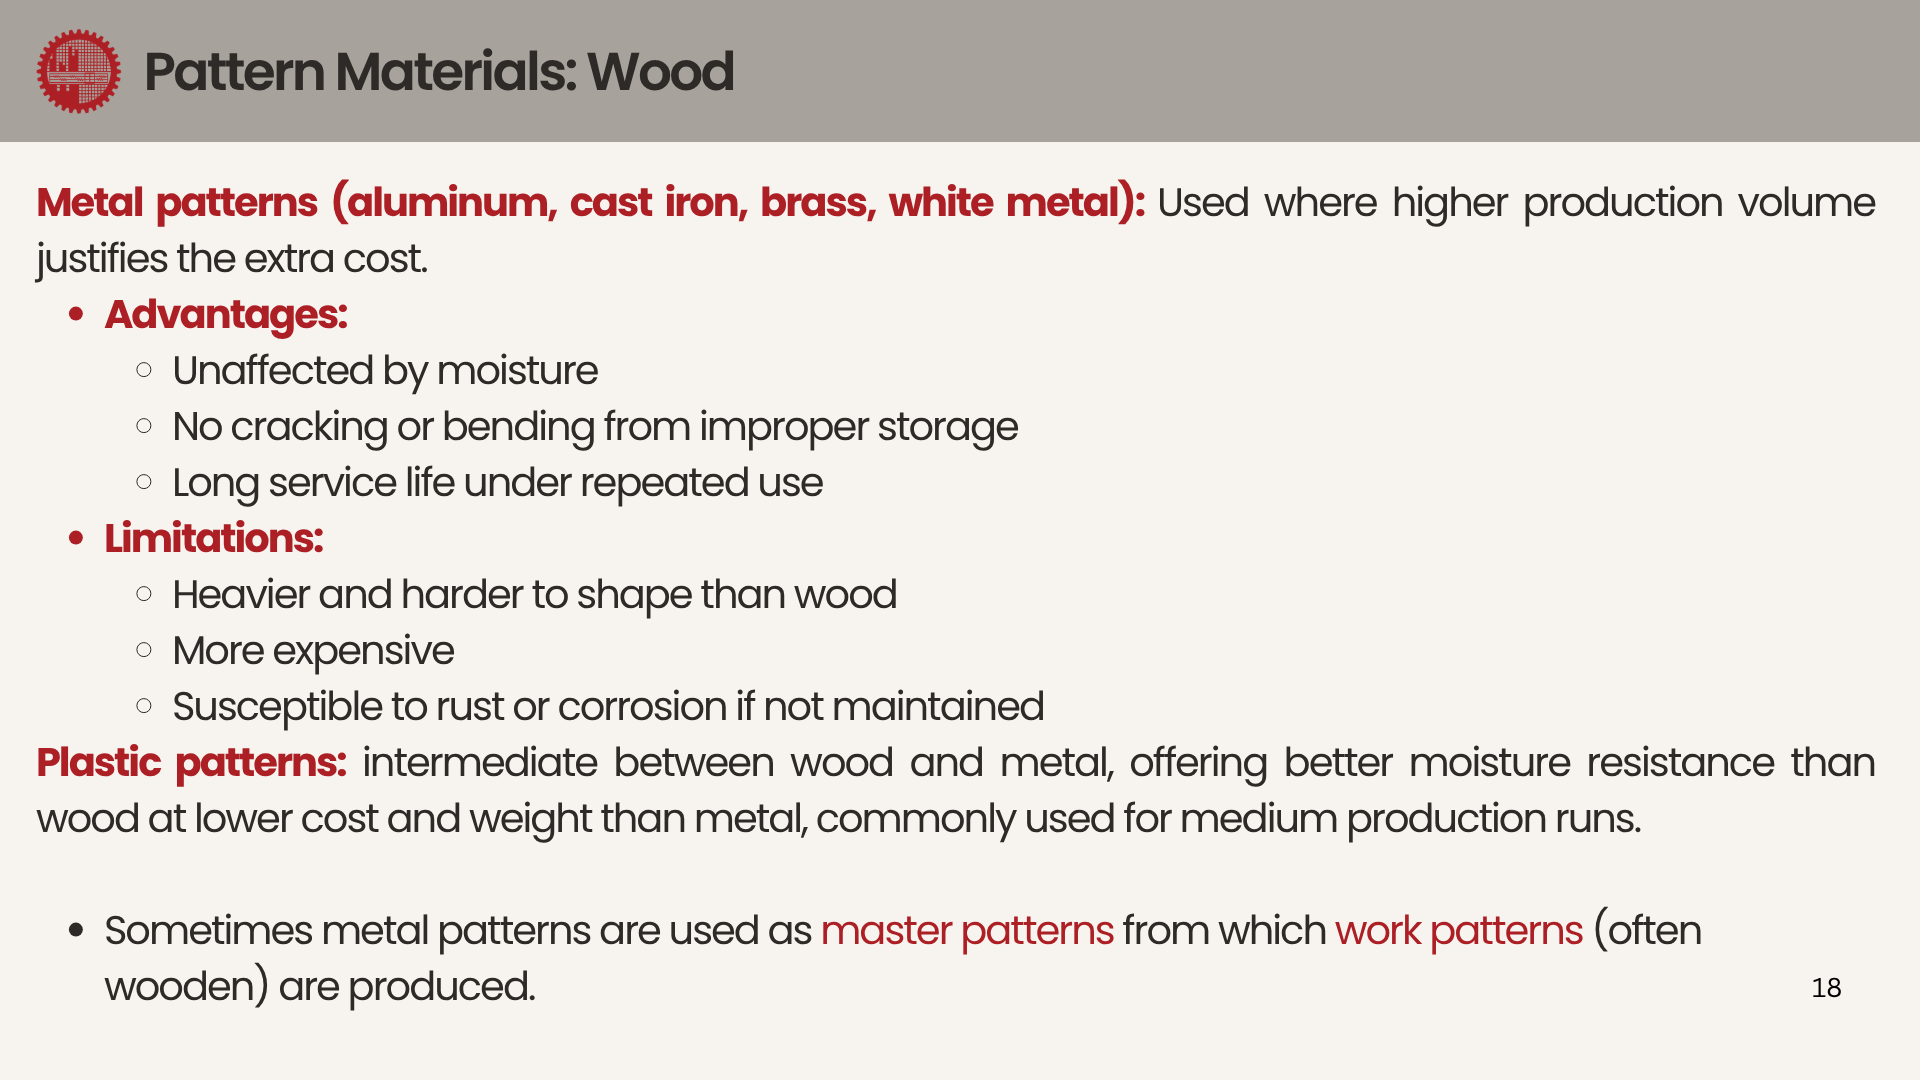 Pattern Materials: Wood
Metal patterns (aluminum, cast iron, brass, white metal): Used where higher production volume
justifies the extra cost.
• Advantages:
○ Unaffected by moisture
○ No cracking or bending from improper storage
○ Long service life under repeated use
• Limitations:
○ Heavier and harder to shape than wood
○ More expensive
○ Susceptible to rust or corrosion if not maintained
Plastic patterns: intermediate between wood and metal, offering better moisture resistance than
wood at lower cost and weight than metal, commonly used for medium production runs.
• Sometimes metal patterns are used as master patterns from which work patterns (often
wooden) are produced.
18